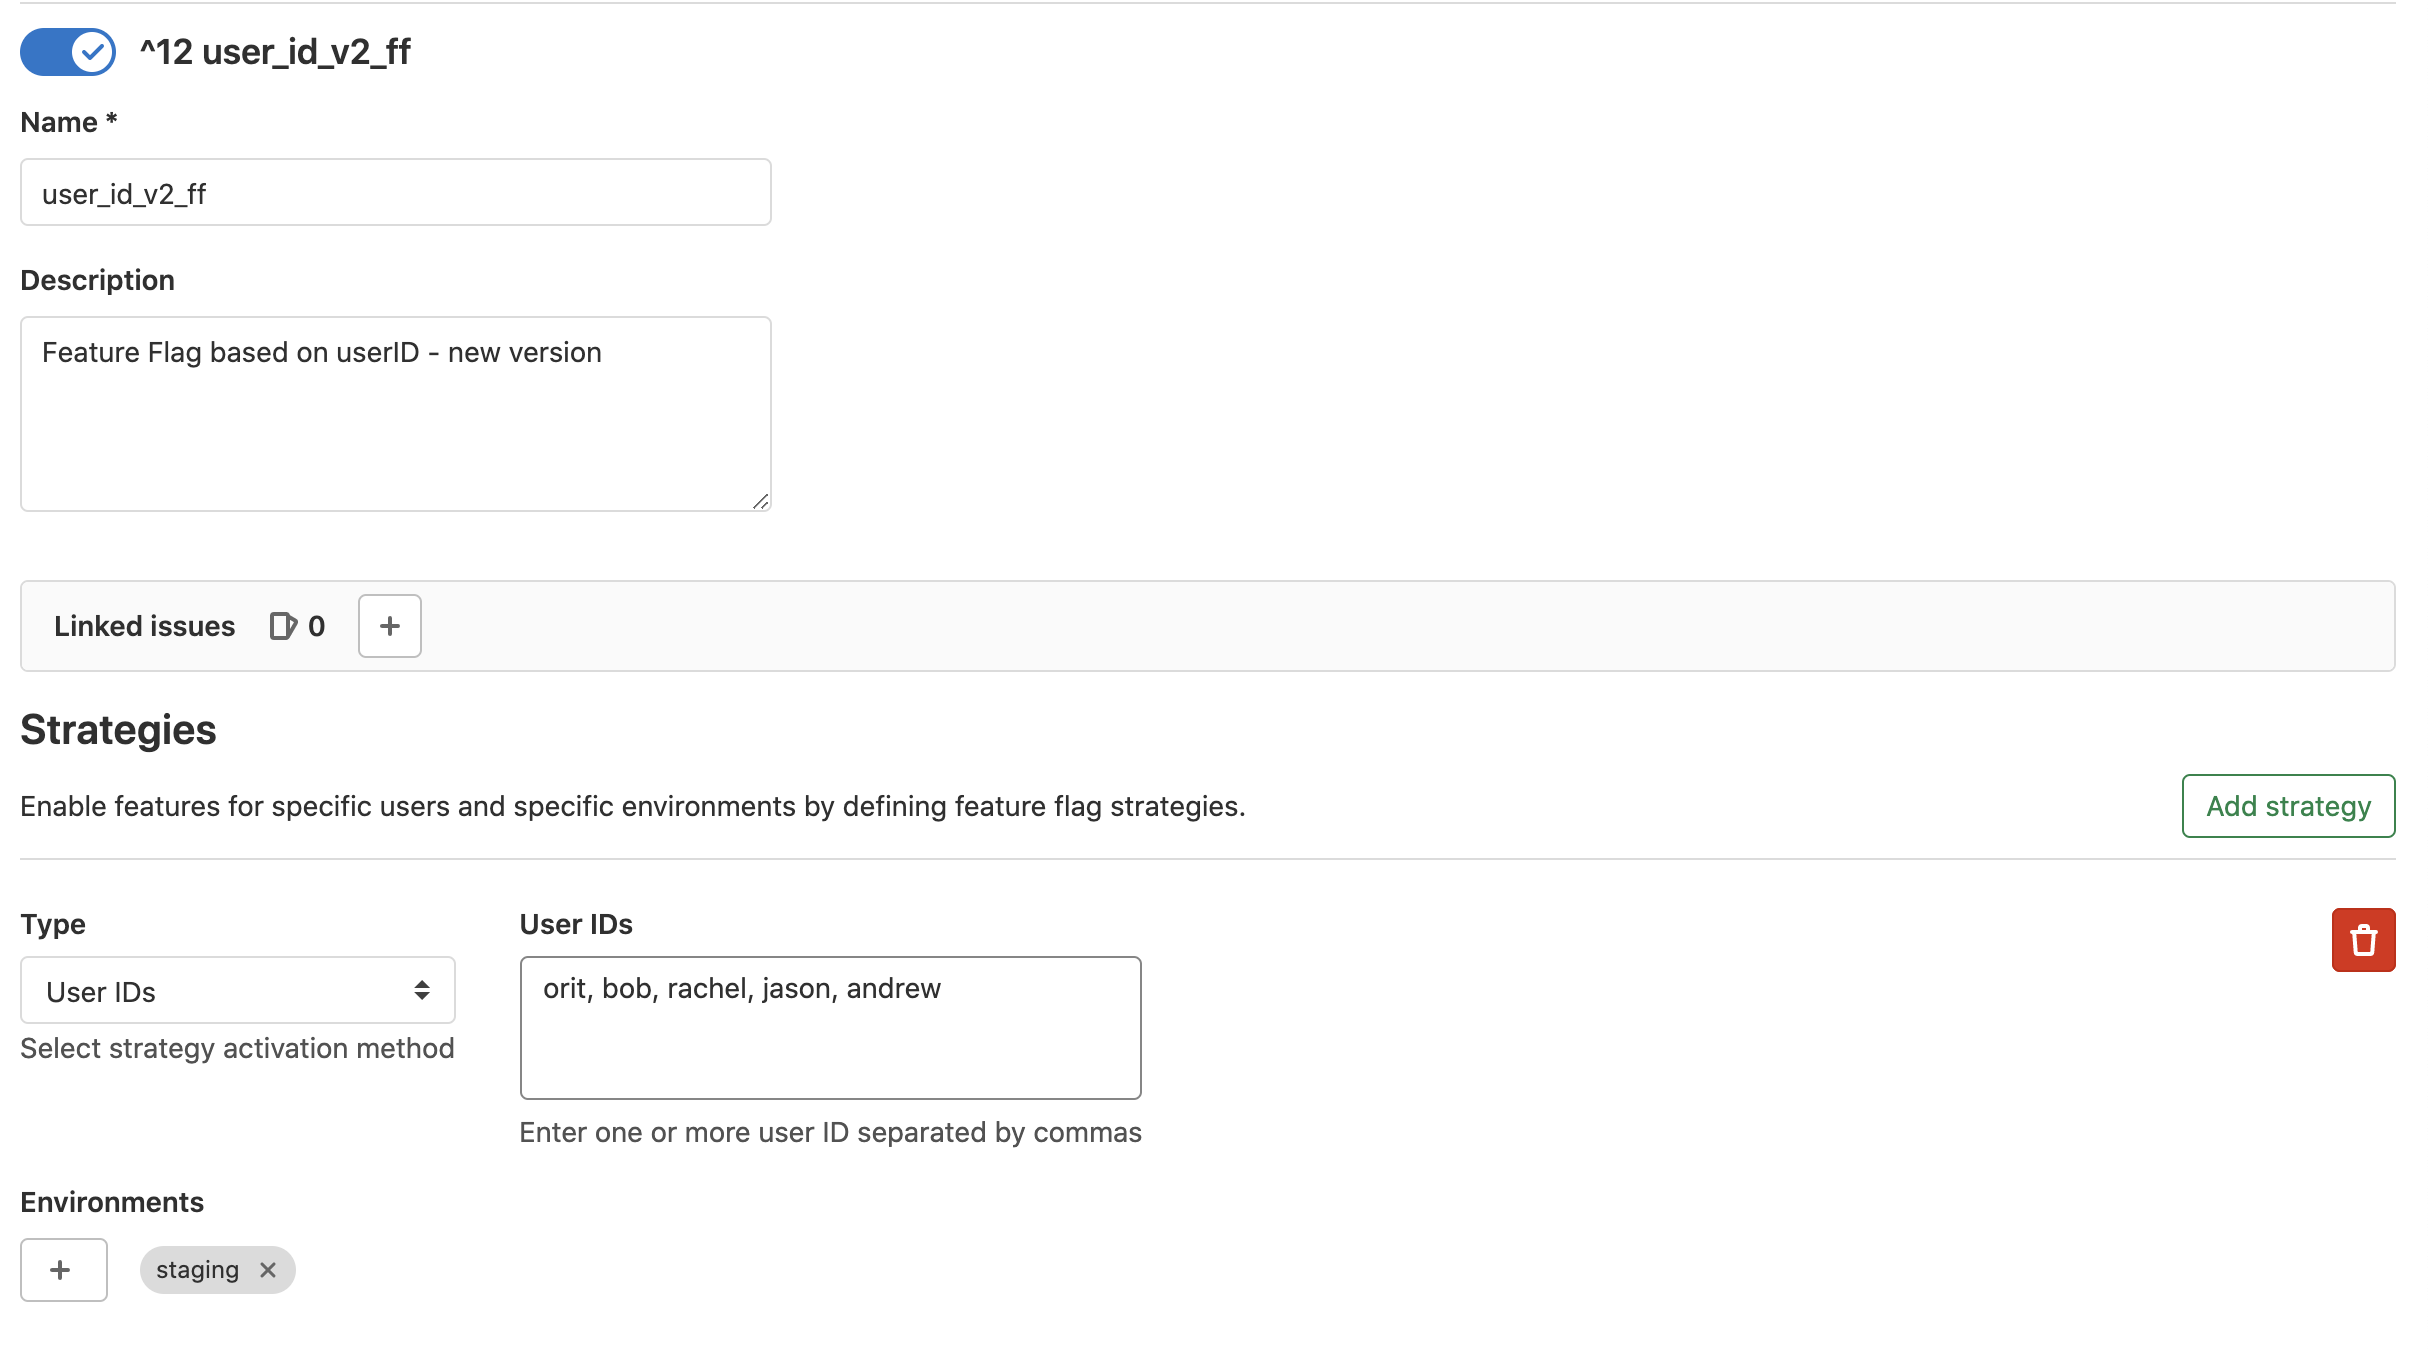 ^12 user_id_v2_ff
Name *
user_id_v2_ff
Description
Feature Flag based on userID - new version
Linked issues 0
Strategies
Enable features for specific users and specific environments by defining feature flag strategies.
Add strategy
Type
User IDs
Select strategy activation method
User IDs
orit, bob, rachel, jason, andrew
Enter one or more user ID separated by commas
Environments
staging